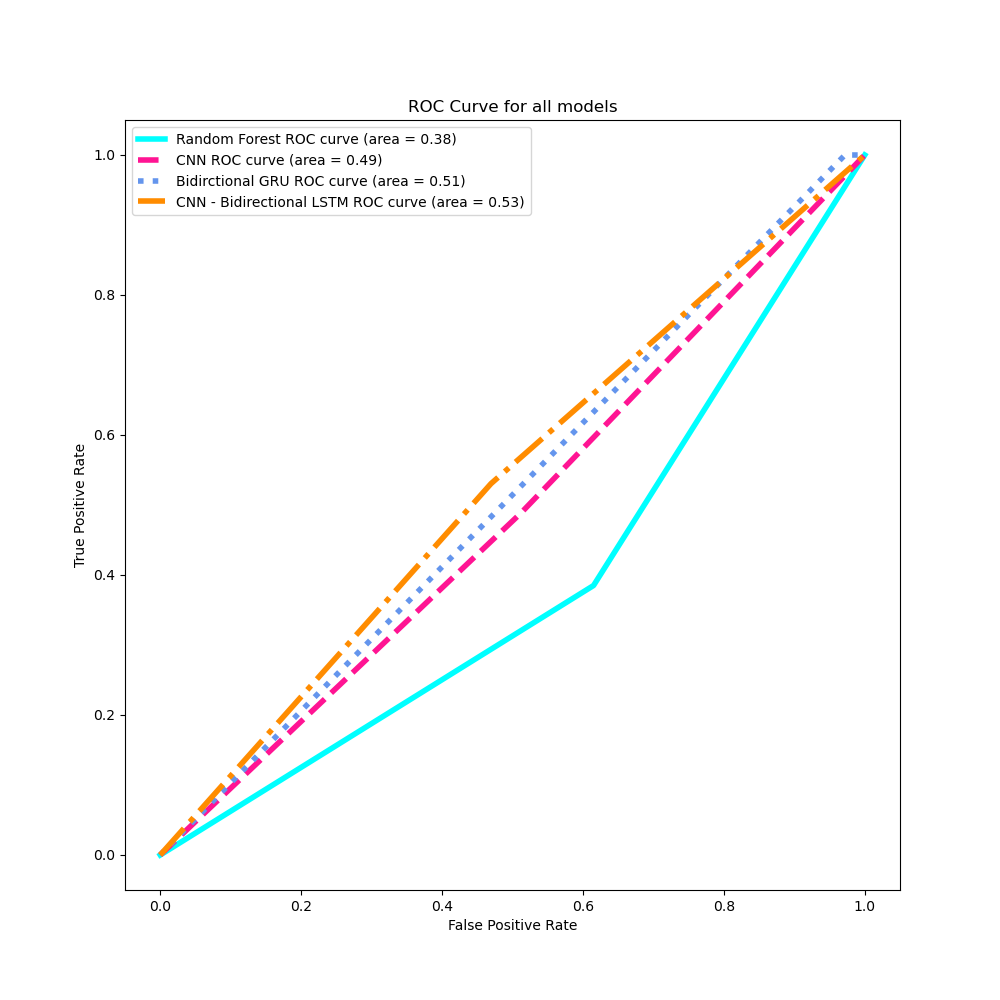 ROC Curve for all models
Random Forest ROC curve (area = 0.38)
CNN ROC curve (area = 0.49)
Bidirctional GRU ROC curve (area = 0.51)
CNN - Bidirectional LSTM ROC curve (area = 0.53)
1.0
0.8
0.6
0.4
0.2
0.0
True Positive Rate
0.0 0.2 0.4 0.6 0.8 1.0
False Positive Rate